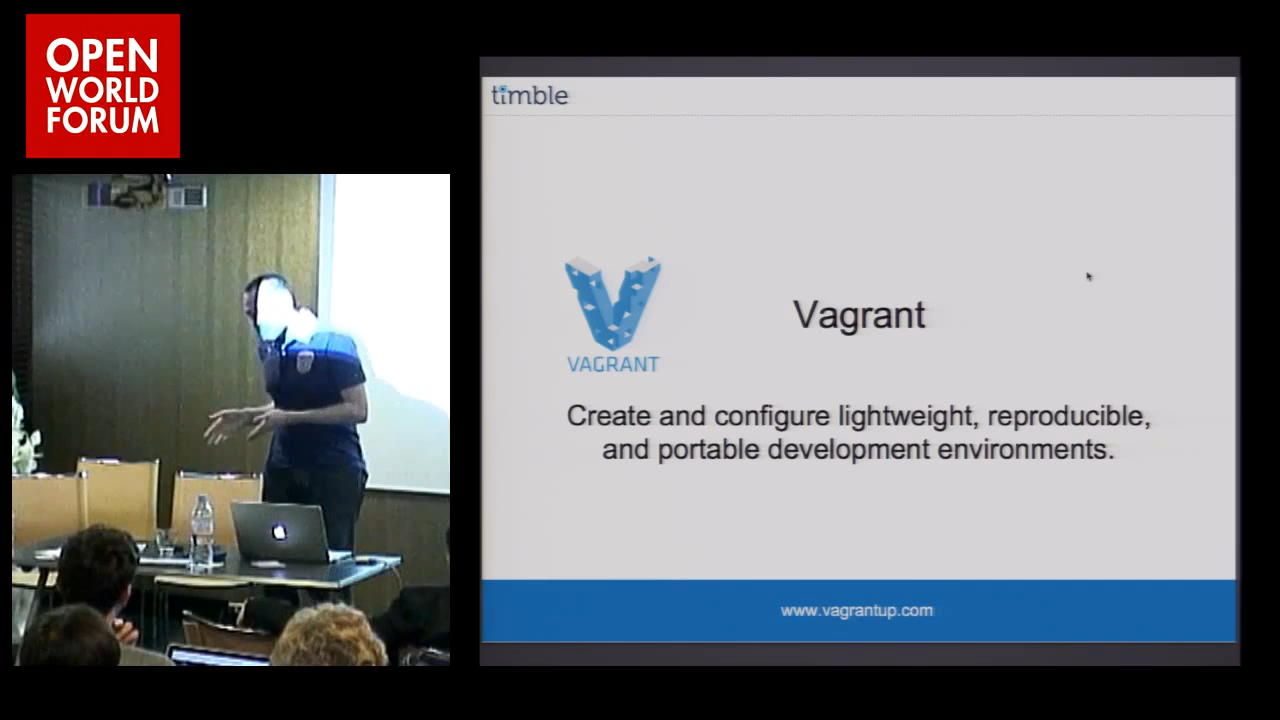 OPEN
WORLD
FORUM
timble
VAGRANT
Vagrant
Create and configure lightweight, reproducible,
and portable development environments.
www.vagrantup.com